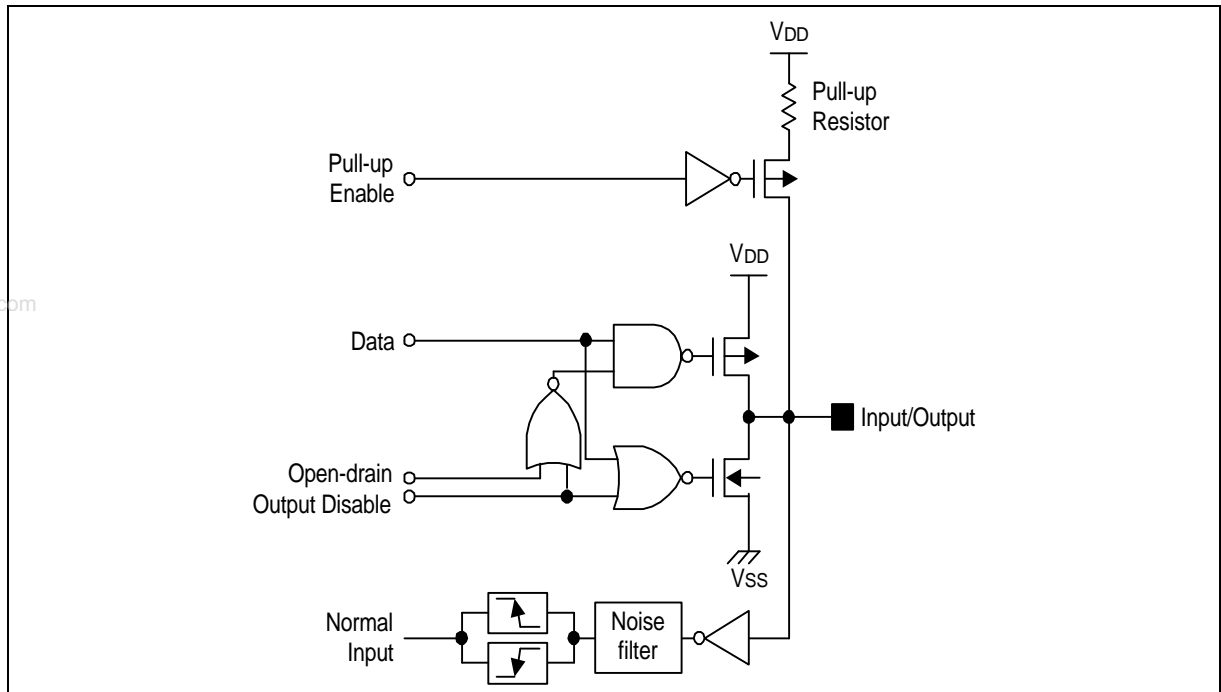 VDD
Pull-up
Resistor
Pull-up
Enable
VDD
com
Data
Input/Output
Open-drain
Output Disable
VSS
Normal
Input
Noise
filter